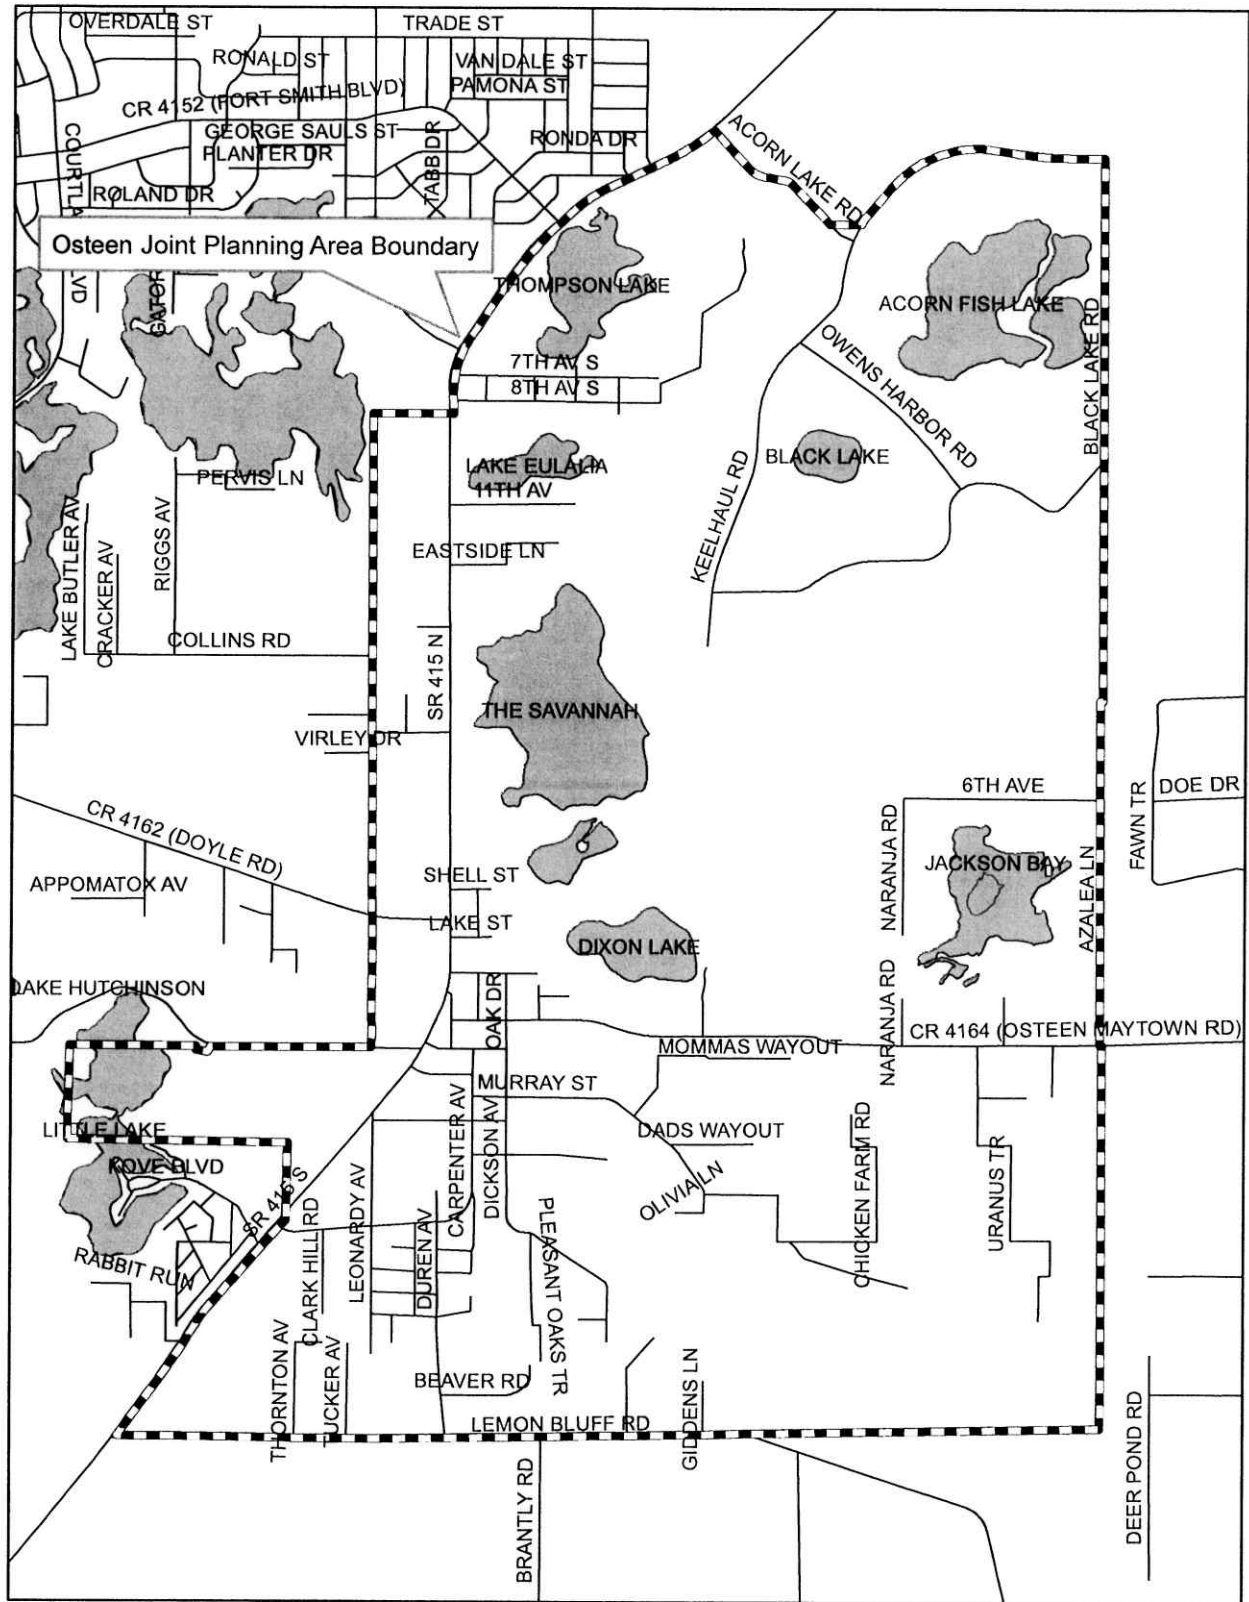 OVERDALE ST
TRADE ST
RONALD ST
VAN DALE ST
PAMONA ST
CR 4152 (FORT SMITH BLVD)
GEORGE SAULS ST
PLANTER DR
TABB DR
RONDA DR
ACORN LAKE RD
ROLAND DR
Osteen Joint Planning Area Boundary
GATOR
THOMPSON LAKE
ACORN FISH LAKE
BLACK LAKE RD
7TH AV S
8TH AV S
OWENS HARBOR RD
BLACK LAKE
KEELHAUL RD
LAKE EULALIA
11TH AV
PERVIS LN
EASTSIDE LN
LAKE BUTLER AV
CRACKER AV
RIGGS AV
COLLINS RD
SR 415 N
THE SAVANNAH
VIRLEY DR
6TH AVE
FAWN TR
DOE DR
CR 4162 (DOYLE RD)
NARANJA RD
JACKSON BAY
AZALEA LN
APPOMATOX AV
SHELL ST
LAKE ST
DIXON LAKE
LAKE HUTCHINSON
OAK DR
NARANJA RD
CR 4164 (OSTEEN MAYTOWN RD)
MOMMAS WAYOUT
MURRAY ST
LITTLE LAKE
DADS WAYOUT
KOVE BLVD
CARPENTER AV
DICKSON AV
OLIVIA LN
CHICKEN FARM RD
URANUS TR
SR 415 S
LEONARDY AV
CLARK HILL RD
DUREN AV
PLEASANT OAKS TR
RABBIT RUN
THORNTON AV
TUCKER AV
BEAVER RD
LEMON BLUFF RD
GIDDENS LN
BRANTLY RD
DEER POND RD